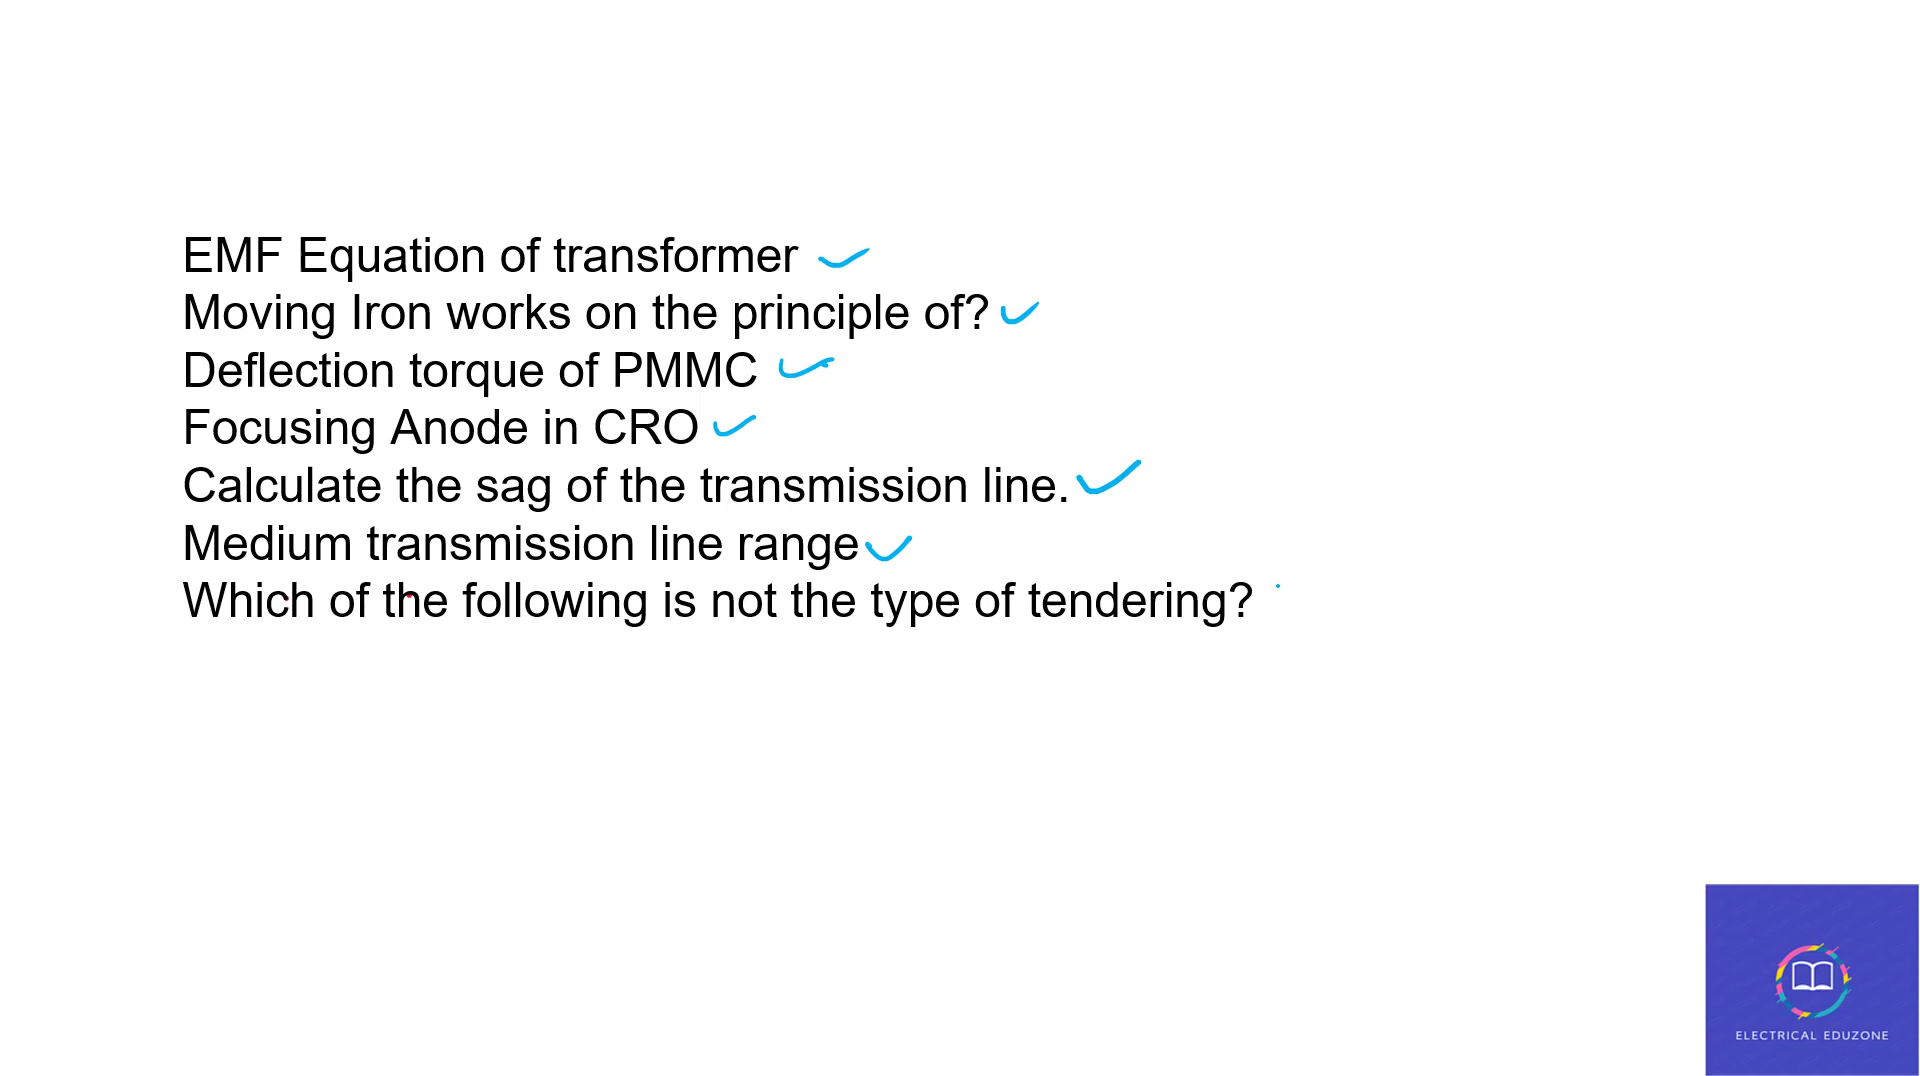 EMF Equation of transformer
Moving Iron works on the principle of?
Deflection torque of PMMC
Focusing Anode in CRO
Calculate the sag of the transmission line.
Medium transmission line range
Which of the following is not the type of tendering?
ELECTRICAL EDUZONE